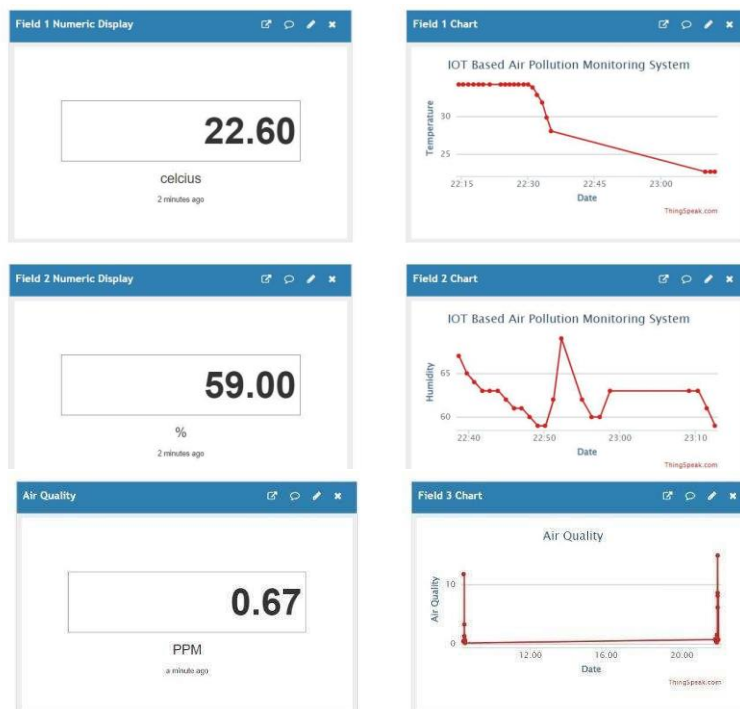 Field 1 Numeric Display
22.60
celcius
2 minutes ago
Field 1 Chart
IOT Based Air Pollution Monitoring System
Temperature
30
25
22:15 22:30 22:45 23:00
Date
ThingSpeak.com
Field 2 Numeric Display
59.00
%
2 minutes ago
Field 2 Chart
IOT Based Air Pollution Monitoring System
Humidity
65
60
22:40 22:50 23:00 23:10
Date
ThingSpeak.com
Air Quality
0.67
PPM
a minute ago
Field 3 Chart
Air Quality
Air Quality
10
0
12:00 16:00 20:00
Date
ThingSpeak.com